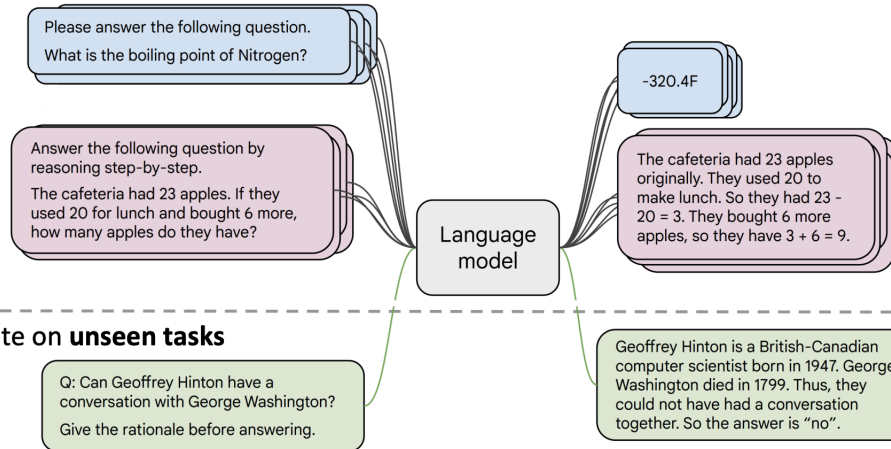 Please answer the following question.
What is the boiling point of Nitrogen?
-320.4F
Answer the following question by
reasoning step-by-step.
The cafeteria had 23 apples. If they
used 20 for lunch and bought 6 more,
how many apples do they have?
Language
model
The cafeteria had 23 apples
originally. They used 20 to
make lunch. So they had 23 -
20 = 3. They bought 6 more
apples, so they have 3 + 6 = 9.
te on unseen tasks
Q: Can Geoffrey Hinton have a
conversation with George Washington?
Give the rationale before answering.
Geoffrey Hinton is a British-Canadian
computer scientist born in 1947. George
Washington died in 1799. Thus, they
could not have had a conversation
together. So the answer is “no”.